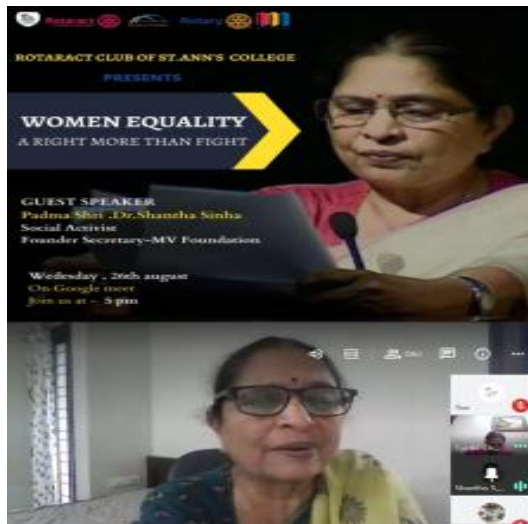 Rotaract
Rotary
ROTARACT CLUB OF ST.ANN'S COLLEGE
PRESENTS
WOMEN EQUALITY
A RIGHT MORE THAN FIGHT
GUEST SPEAKER
Padma Shri .Dr.Shantha Sinha
Social Activist
Founder Secretary-MV Foundation
Wedesday , 26th august
On Google meet
Join us at - 5 pm